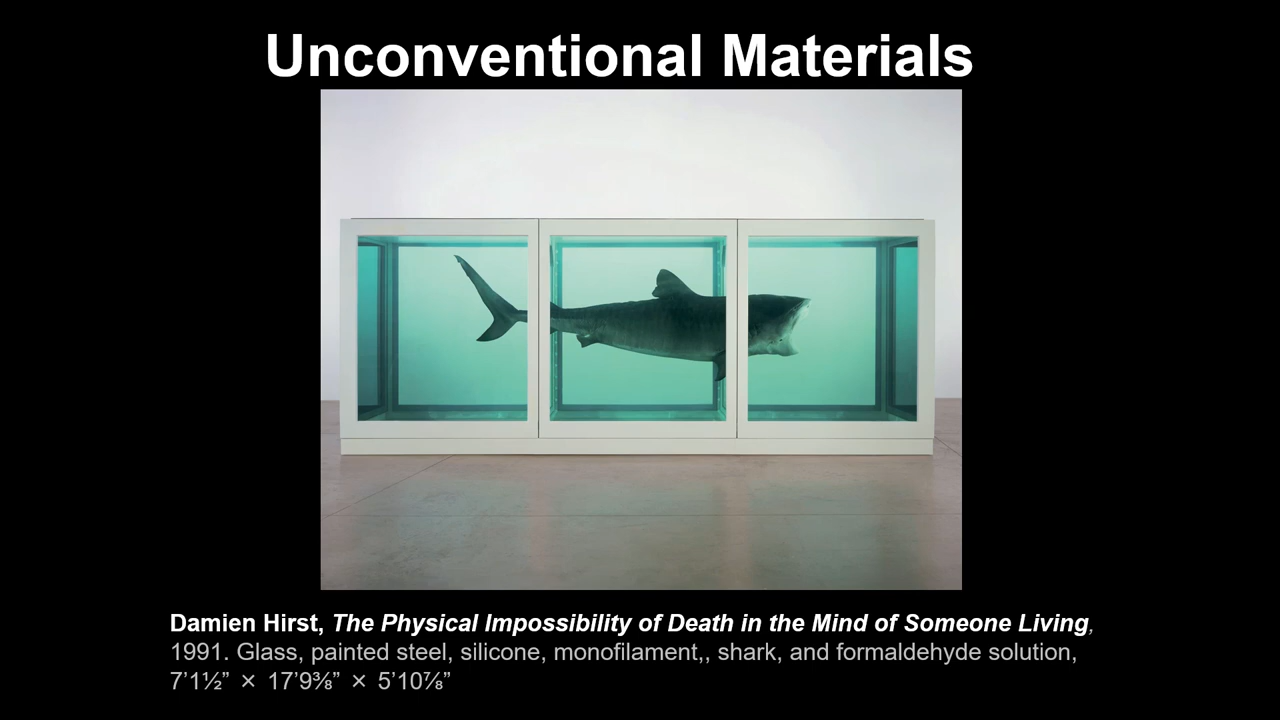 Unconventional Materials
Damien Hirst, The Physical Impossibility of Death in the Mind of Someone Living,
1991. Glass, painted steel, silicone, monofilament,, shark, and formaldehyde solution,
7’1½” × 17’9⅜” × 5’10⅞”